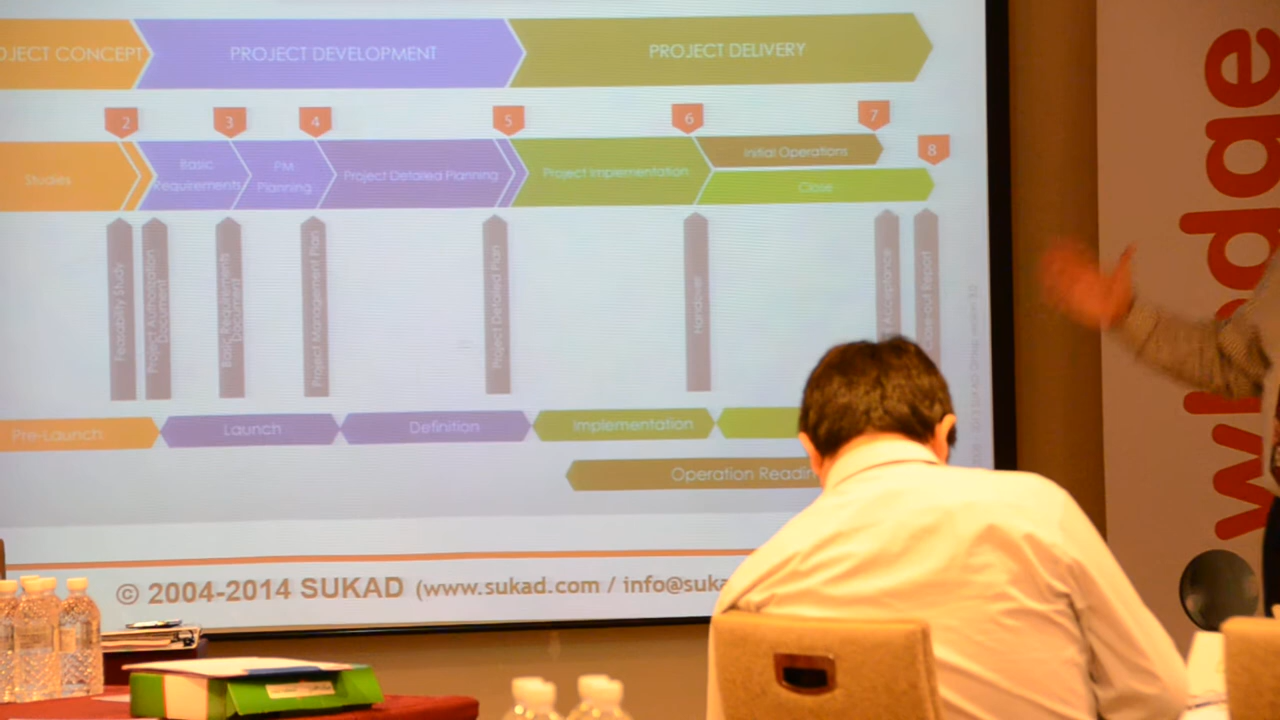 OJECT CONCEPT
PROJECT DEVELOPMENT
PROJECT DELIVERY
2
3
4
5
6
7
8
Studies
Basic
Requirements
PM
Planning
Project Detailed Planning
Project Implementation
Initial Operations
Close
Feasibility Study
Project Authorization
Document
Basic Requirements
Document
Project Management Plan
Project Detailed Plan
Handover
Acceptance
Close-out Report
Pre-Launch
Launch
Definition
Implementation
Operation Readin
© 2004-2014 SUKAD (www.sukad.com / info@suka